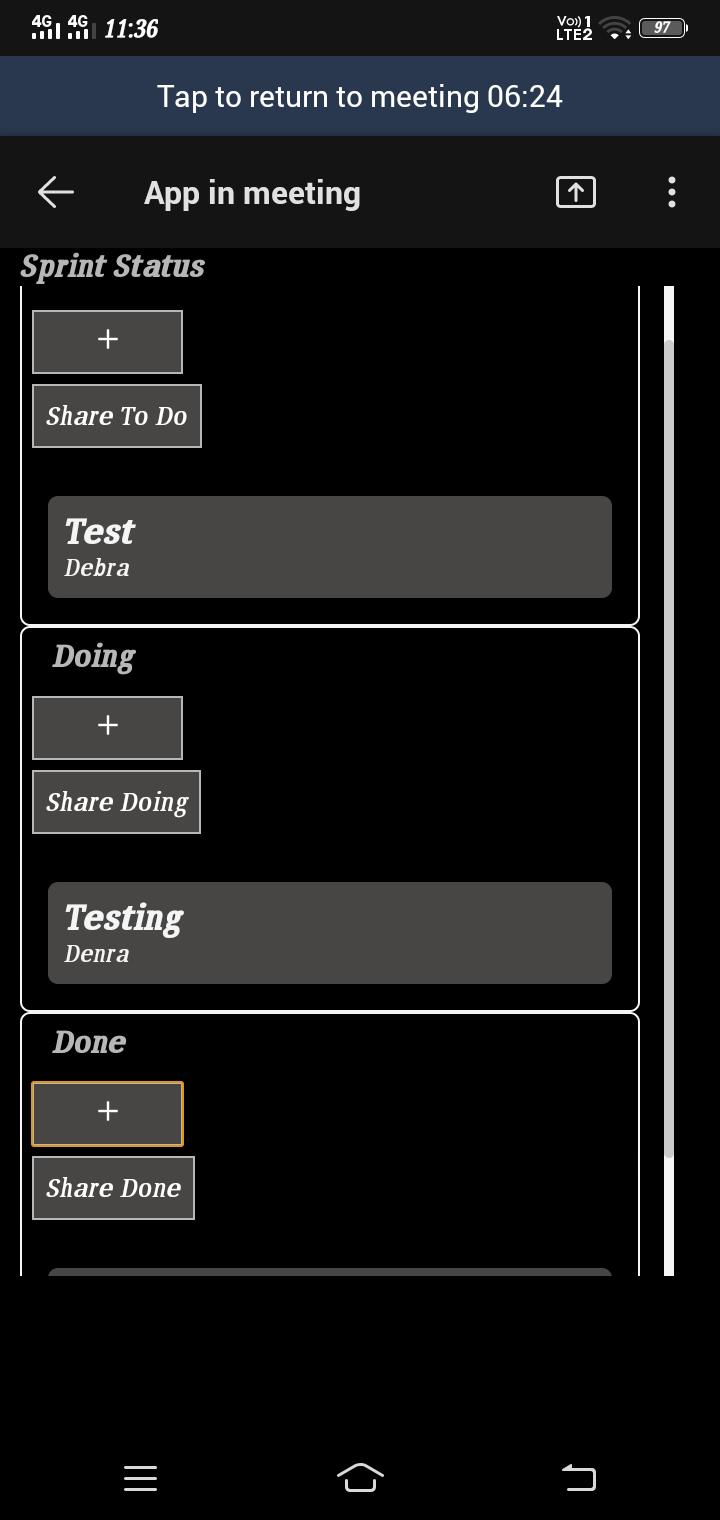 4G 4G 11:36 Vo)) 1 LTE2 97
Tap to return to meeting 06:24
App in meeting
Sprint Status
+
Share To Do
Test
Debra
Doing
+
Share Doing
Testing
Denra
Done
+
Share Done